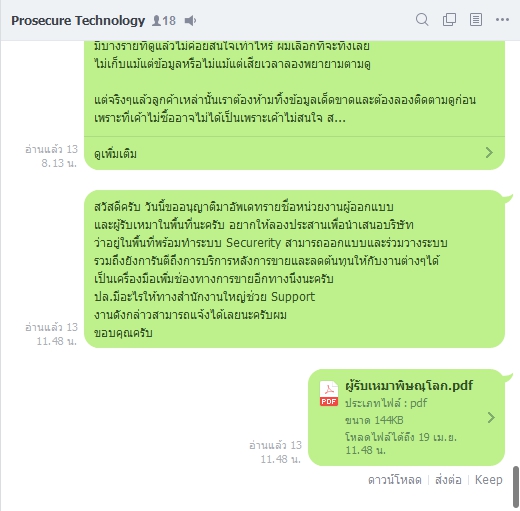 Prosecure Technology 18
มีบางรายที่ดูแล้วไม่ค่อยสนใจเท่าไหร่ ผมเลือกที่จะทิ้งเลย
ไม่เก็บแม้แต่ข้อมูลหรือไม่แม้แต่เสียเวลาลองพยายามตามดู
แต่จริงๆแล้วลูกค้าเหล่านั้นเราต้องห้ามทิ้งข้อมูลเด็ดขาดและต้องลองติดตามดูก่อน
เพราะที่เค้าไม่ซื้ออาจไม่ได้เป็นเพราะเค้าไม่สนใจ ส...
ดูเพิ่มเติม
อ่านแล้ว 13
8.13 น.
สวัสดีครับ วันนี้ขออนุญาติมาอัพเดทรายชื่อหน่วยงานผู้ออกแบบ
และผู้รับเหมาในพื้นที่นะครับ อยากให้ลองประสานเพื่อนำเสนอบริษัท
ว่าอยู่ในพื้นที่พร้อมทำระบบ Securerity สามารถออกแบบและร่วมวางระบบ
รวมถึงยังการันตีถึงการบริการหลังการขายและลดต้นทุนให้กับงานต่างๆได้
เป็นเครื่องมือเพิ่มช่องทางการขายอีกทางนึงนะครับ
ปล.มีอะไรให้ทางสำนักงานใหญ่ช่วย Support
งานดังกล่าวสามารถแจ้งได้เลยนะครับผม
ขอบคุณครับ
อ่านแล้ว 13
11.48 น.
PDF
ผู้รับเหมาพิษณุโลก.pdf
ประเภทไฟล์ : pdf
ขนาด 144KB
โหลดไฟล์ได้ถึง 19 เม.ย.
11.48 น.
อ่านแล้ว 13
11.48 น.
ดาวน์โหลด | ส่งต่อ | Keep